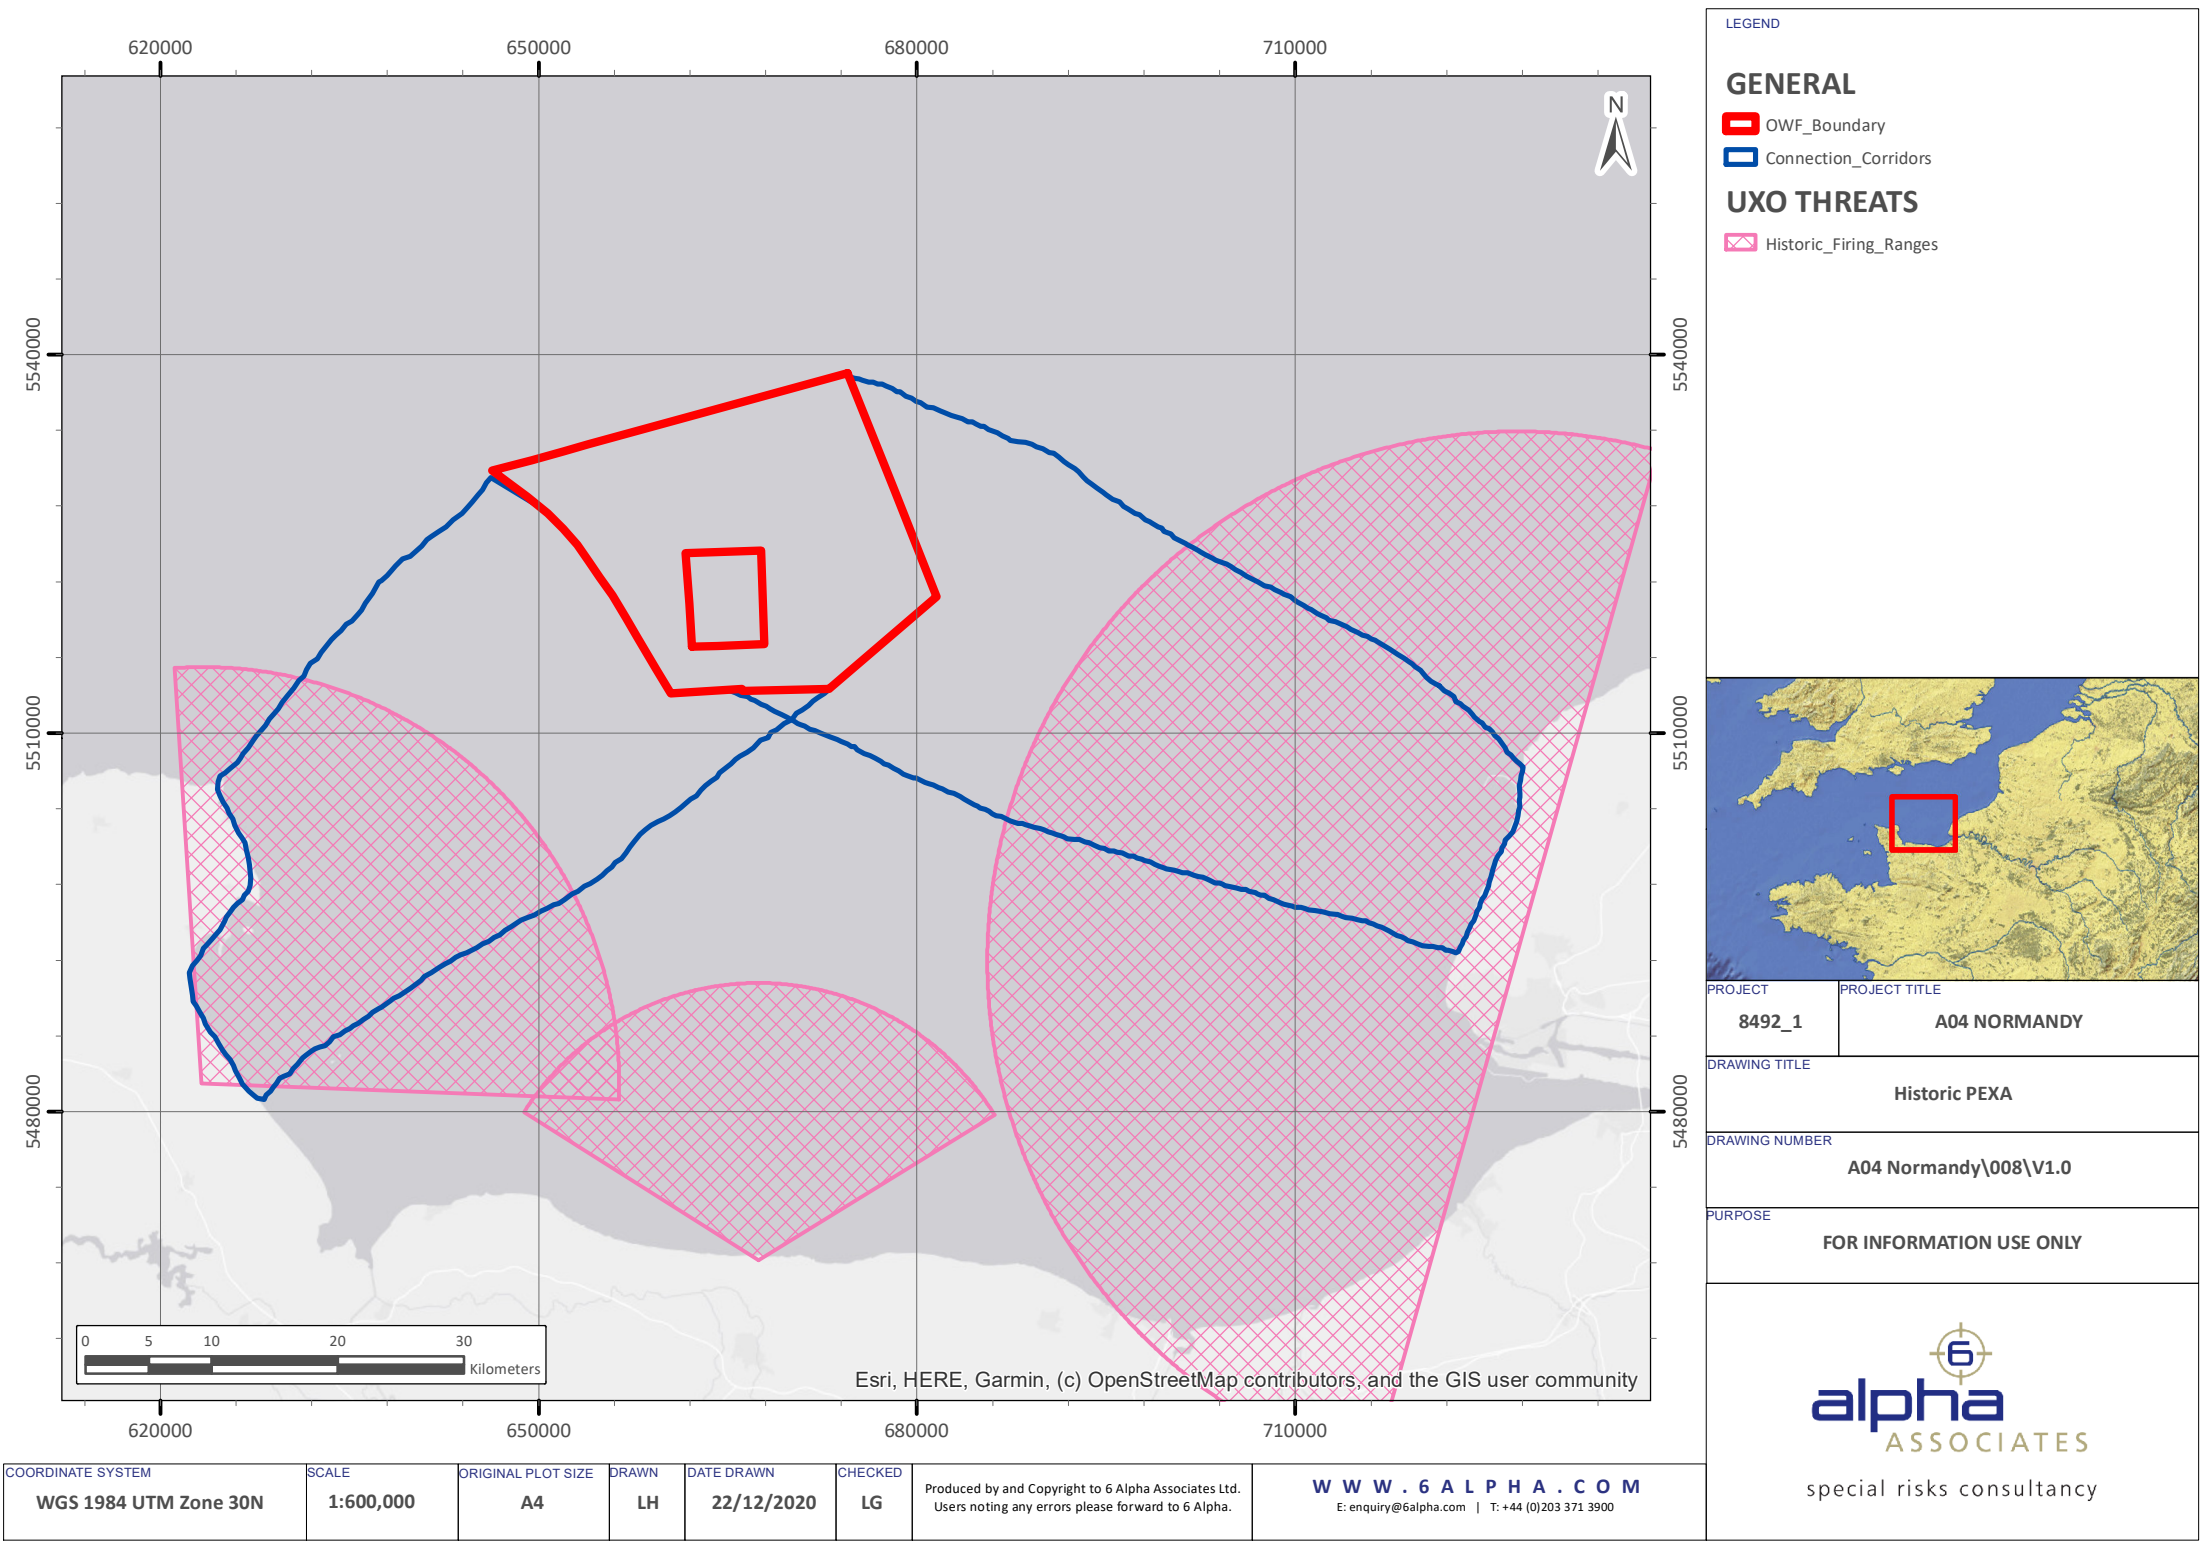 620000
650000
680000
710000
5540000
5510000
5480000
5540000
5510000
5480000
N
0
5
10
20
30
Kilometers
Esri, HERE, Garmin, (c) OpenStreetMap contributors, and the GIS user community
620000
650000
680000
710000
LEGEND
GENERAL
OWF_Boundary
Connection_Corridors
UXO THREATS
Historic_Firing_Ranges
PROJECT
8492_1
PROJECT TITLE
A04 NORMANDY
DRAWING TITLE
Historic PEXA
DRAWING NUMBER
A04 Normandy\008\V1.0
PURPOSE
FOR INFORMATION USE ONLY
6
alpha
ASSOCIATES
special risks consultancy
COORDINATE SYSTEM
WGS 1984 UTM Zone 30N
SCALE
1:600,000
ORIGINAL PLOT SIZE
A4
DRAWN
LH
DATE DRAWN
22/12/2020
CHECKED
LG
Produced by and Copyright to 6 Alpha Associates Ltd.
Users noting any errors please forward to 6 Alpha.
WWW.6ALPHA.COM
E: enquiry@6alpha.com | T: +44 (0)203 371 3900